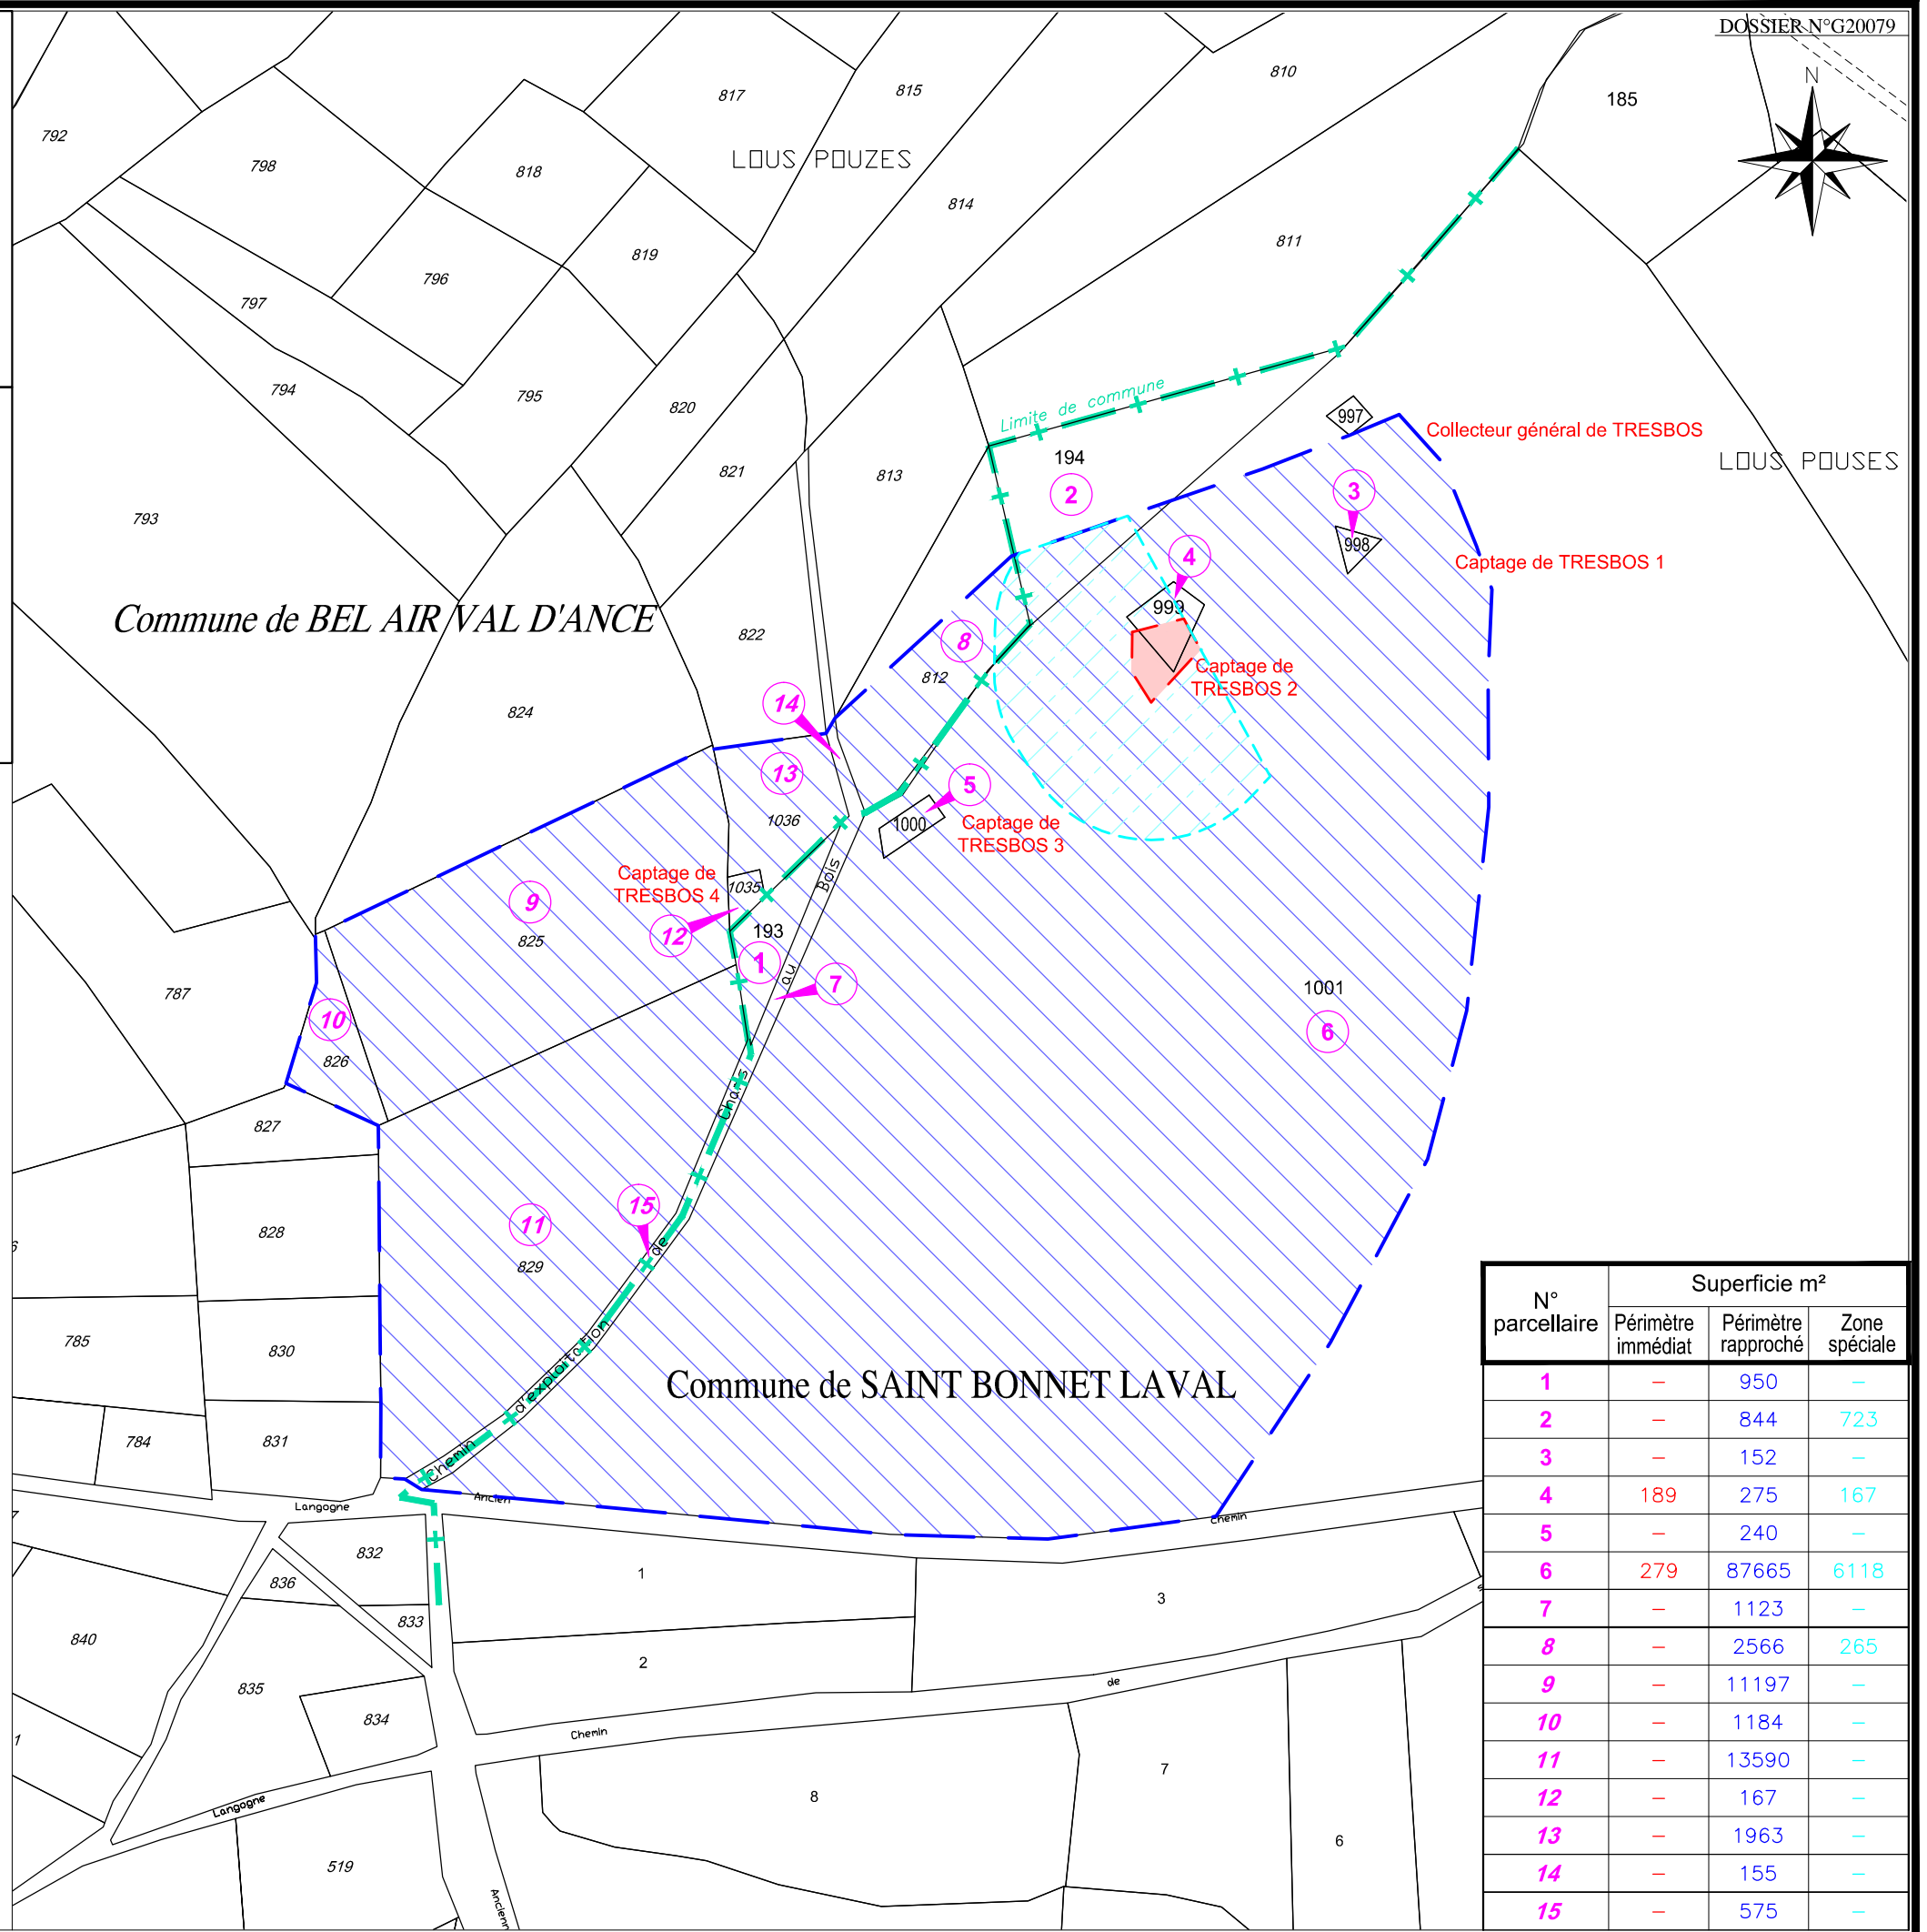 DOSSIER N°G20079
N
185
810
815
817
792
798
818
LOUS POUZES
814
811
819
796
797
794
795
820
Limite de commune
997
Collecteur général de TRESBOS
194
LOUS POUSES
821
813
2
3
793
998
Captage de TRESBOS 1
4
999
Commune de BEL AIR VAL D'ANCE
822
8
812
Captage de
TRESBOS 2
14
824
13
5
1036
1000
Captage de
TRESBOS 3
Captage de
TRESBOS 4
1035
Bois
9
12
193
825
1
au
7
787
1001
10
6
826
Chars
827
15
11
828
de
829
785
830
d'exploitation
Commune de SAINT BONNET LAVAL
784
831
Chemin
Langogne
Ancien
Chemin
832
1
3
836
833
840
2
835
834
de
Chemin
7
8
Langogne
6
519
Ancienn
N°
parcellaire
Superficie m²
Périmètre
immédiat
Périmètre
rapproché
Zone
spéciale
1 – 950 –
2 – 844 723
3 – 152 –
4 189 275 167
5 – 240 –
6 279 87665 6118
7 – 1123 –
8 – 2566 265
9 – 11197 –
10 – 1184 –
11 – 13590 –
12 – 167 –
13 – 1963 –
14 – 155 –
15 – 575 –